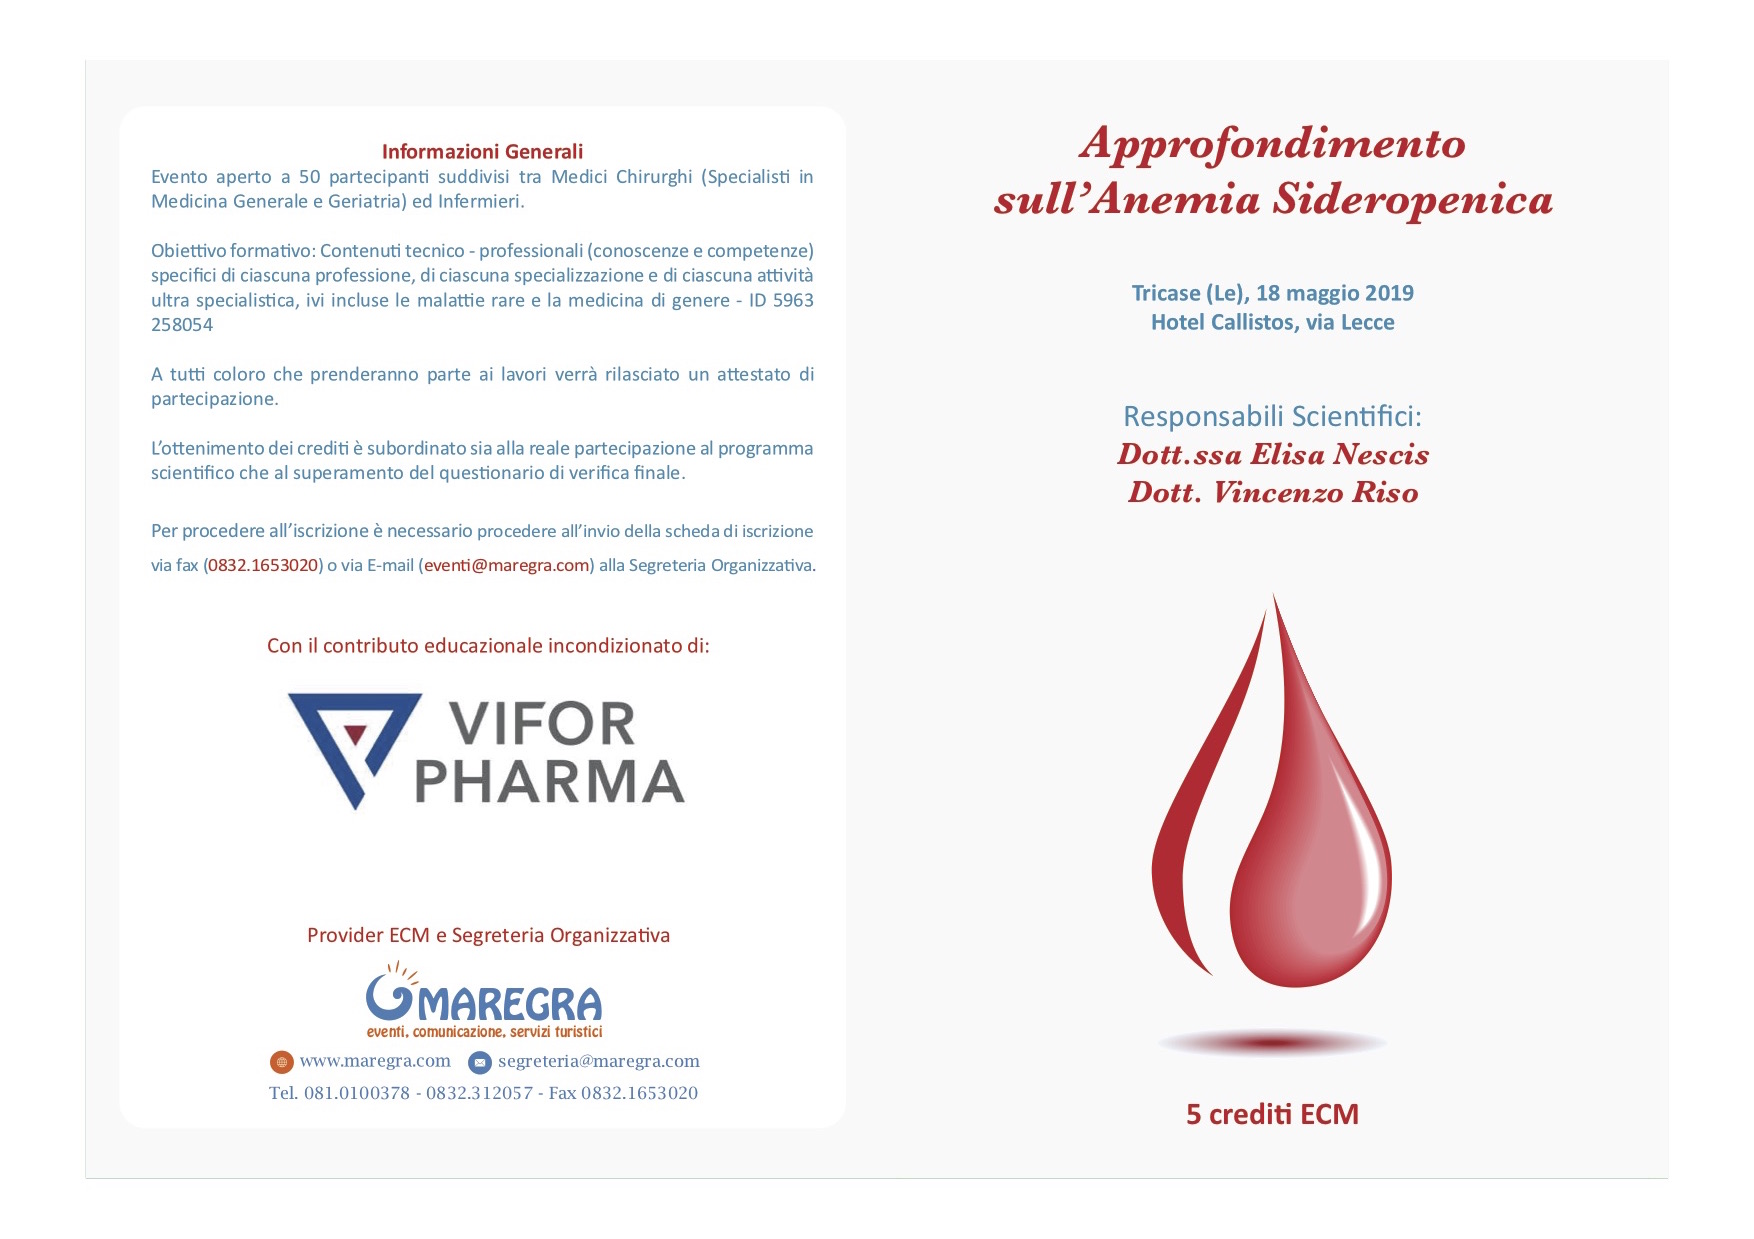 Informazioni Generali
Evento aperto a 50 partecipanti suddivisi tra Medici Chirurghi (Specialisti in
Medicina Generale e Geriatria) ed Infermieri.
Obiettivo formativo: Contenuti tecnico - professionali (conoscenze e competenze)
specifici di ciascuna professione, di ciascuna specializzazione e di ciascuna attività
ultra specialistica, ivi incluse le malattie rare e la medicina di genere - ID 5963
258054
A tutti coloro che prenderanno parte ai lavori verrà rilasciato un attestato di
partecipazione.
L’ottenimento dei crediti è subordinato sia alla reale partecipazione al programma
scientifico che al superamento del questionario di verifica finale.
Per procedere all’iscrizione è necessario procedere all’invio della scheda di iscrizione
via fax (0832.1653020) o via E-mail (eventi@maregra.com) alla Segreteria Organizzativa.
Con il contributo educazionale incondizionato di:
VIFOR
PHARMA
Provider ECM e Segreteria Organizzativa
MAREGRA
eventi, comunicazione, servizi turistici
www.maregra.com segreteria@maregra.com
Tel. 081.0100378 - 0832.312057 - Fax 0832.1653020
Approfondimento
sull’Anemia Sideropenica
Tricase (Le), 18 maggio 2019
Hotel Callistos, via Lecce
Responsabili Scientifici:
Dott.ssa Elisa Nescis
Dott. Vincenzo Riso
5 crediti ECM